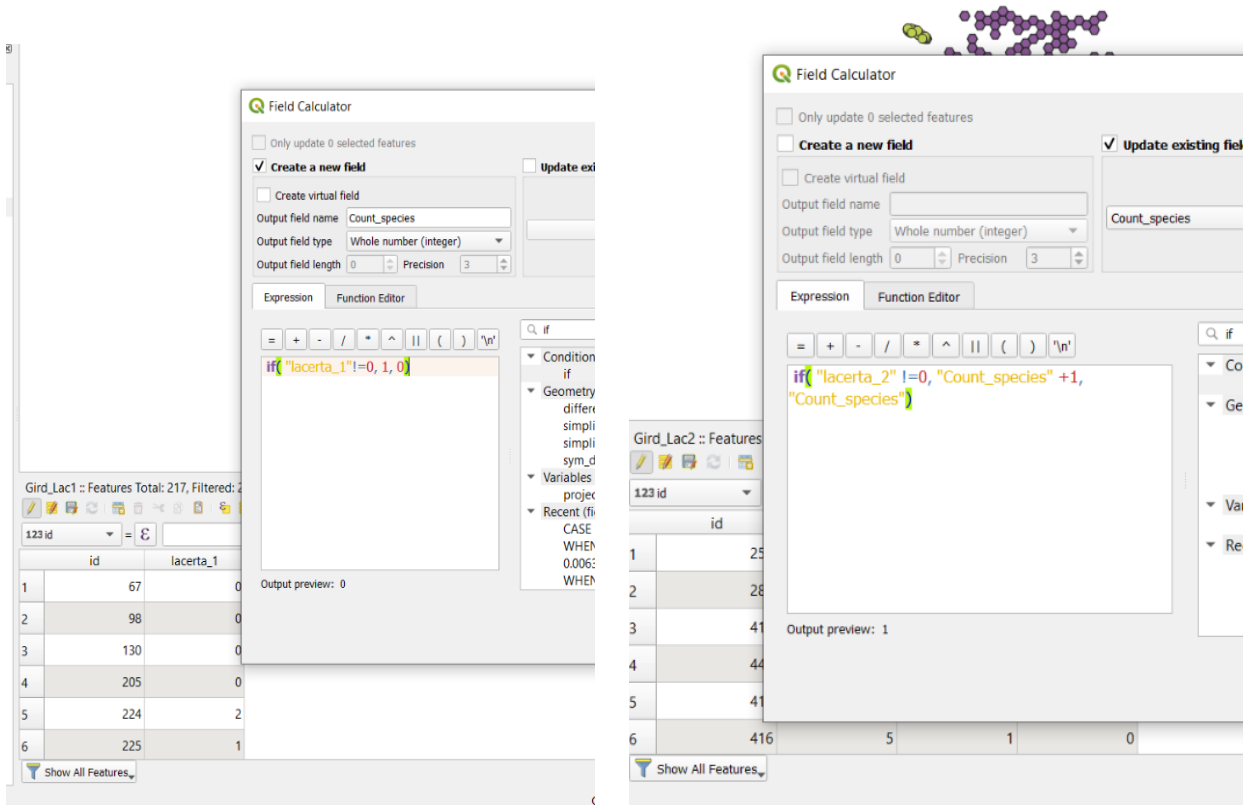 Field Calculator
Only update 0 selected features
Create a new field
Update exi
Create virtual field
Output field name Count_species
Output field type Whole number (integer)
Output field length 0 Precision 3
Expression Function Editor
= + - / * ^ || ( ) '\n'
if( "lacerta_1"!=0, 1, 0)
Output preview: 0
if
Condition
if
Geometry
differe
simpli
simpli
sym_d
Variables
projec
Recent (fi
CASE
WHEN
0.0063
WHEN
Gird_Lac1 :: Features Total: 217, Filtered: 2
123 id = ε
id lacerta_1
1 67 0
2 98 0
3 130 0
4 205 0
5 224 2
6 225 1
Show All Features
Field Calculator
Only update 0 selected features
Create a new field
Update existing fiel
Create virtual field
Output field name
Count_species
Output field type Whole number (integer)
Output field length 0 Precision 3
Expression Function Editor
= + - / * ^ || ( ) '\n'
if( "lacerta_2" !=0, "Count_species" +1,
"Count_species")
Output preview: 1
if
Co
Ge
Var
Re
Gird_Lac2 :: Features
123 id
id
1 25
2 28
3 41
4 44
5 41
6 416 5 1 0
Show All Features